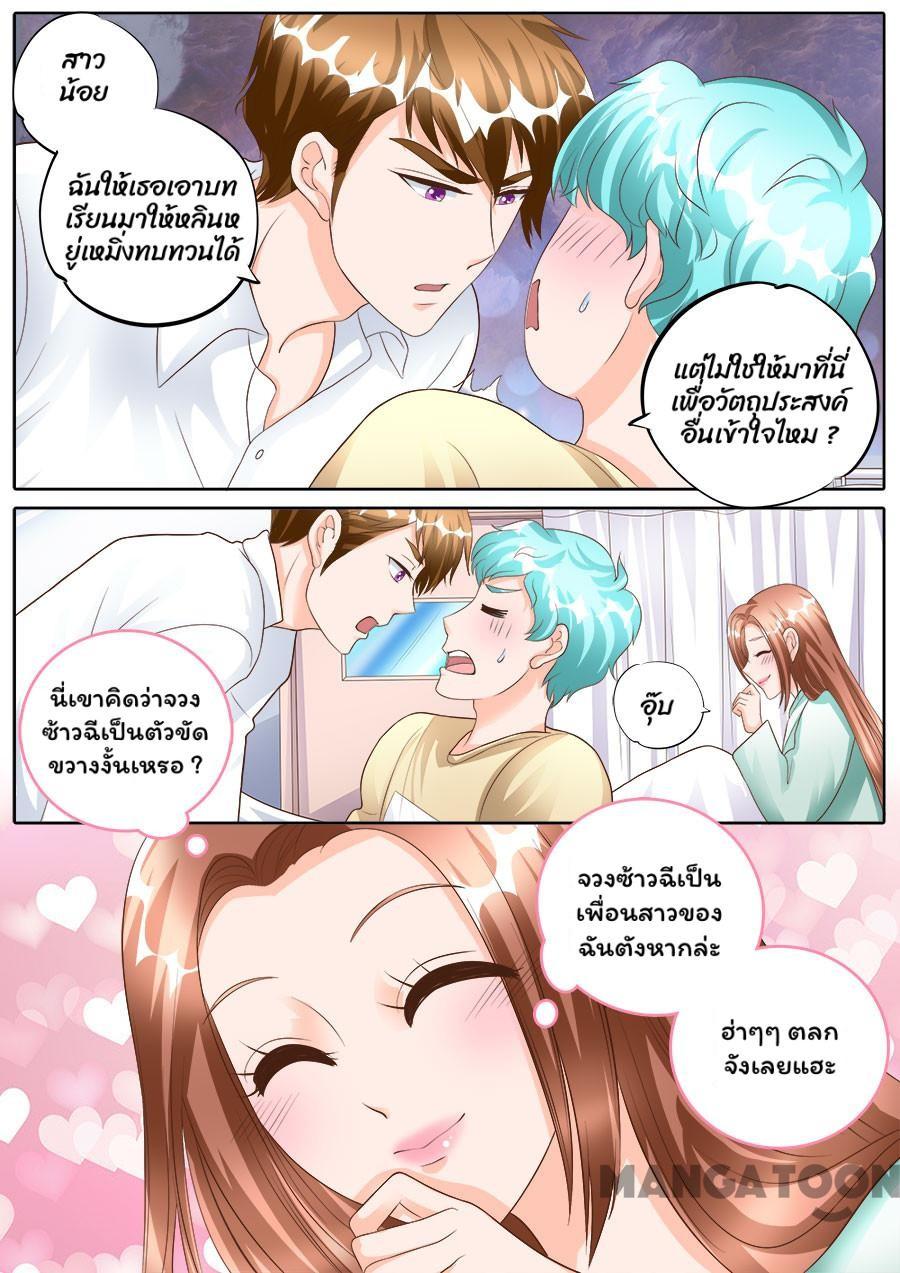 สาว
น้อย
ฉันให้เธอเอาบท
เรียนมาให้หลินห
ยู่เหมิ่งทบทวนได้
แต่ไม่ใช่ให้มาที่นี่
เพื่อวัตถุประสงค์
อื่นเข้าใจไหม ?
นี่เขาคิดว่าจวง
ซ้าวฉีเป็นตัวขัด
ขวางงั้นเหรอ ?
อุ๊บ
จวงซ้าวฉีเป็น
เพื่อนสาวของ
ฉันตังหากล่ะ
ฮ่าๆๆ ตลก
จังเลยแฮะ
MANGATOON